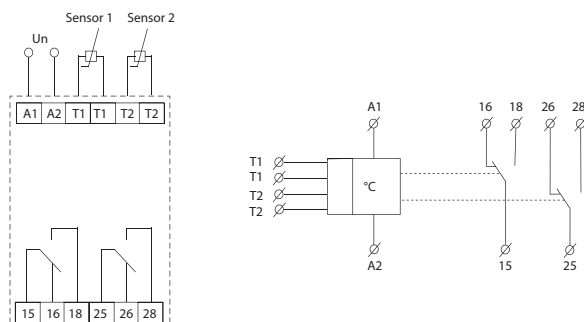 Sensor 1 Sensor 2
Un
A1 A2 T1 T1 T2 T2
15 16 18 25 26 28
A1 16 18 26 28
T1
T1
T2
T2
°C
A2 15 25